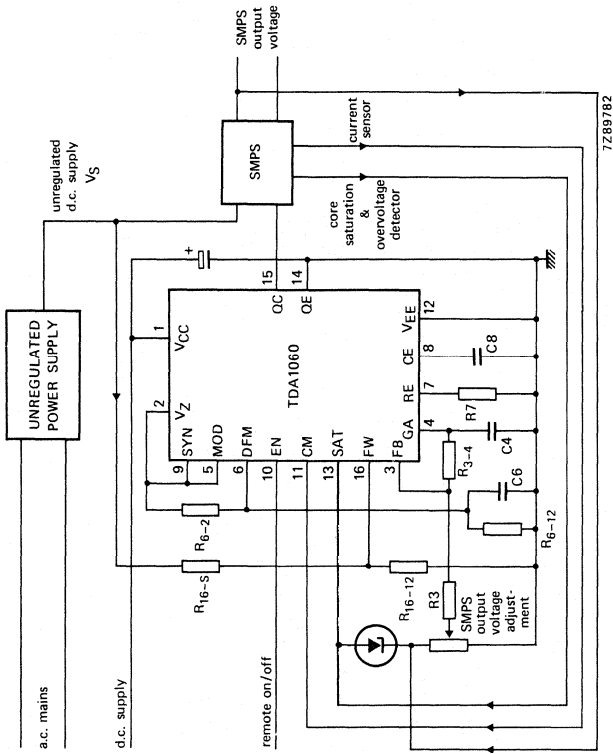 a.c. mains
UNREGULATED
POWER SUPPLY
unregulated
d.c. supply
VS
d.c. supply
remote on/off
SMPS
output
voltage
SMPS
current
sensor
core
saturation
&
overvoltage
detector
+
15
QC
14
QE
1
VCC
2
VZ
TDA1060
9
SYN
5
MOD
6
DFM
10
EN
11
CM
13
SAT
16
FW
3
FB
4
GA
7
RE
8
CE
12
VEE
R6-2
R16-S
R16-12
R3
R3-4
R7
C8
C4
C6
R6-12
SMPS
output
voltage
adjust-
ment
7Z89782